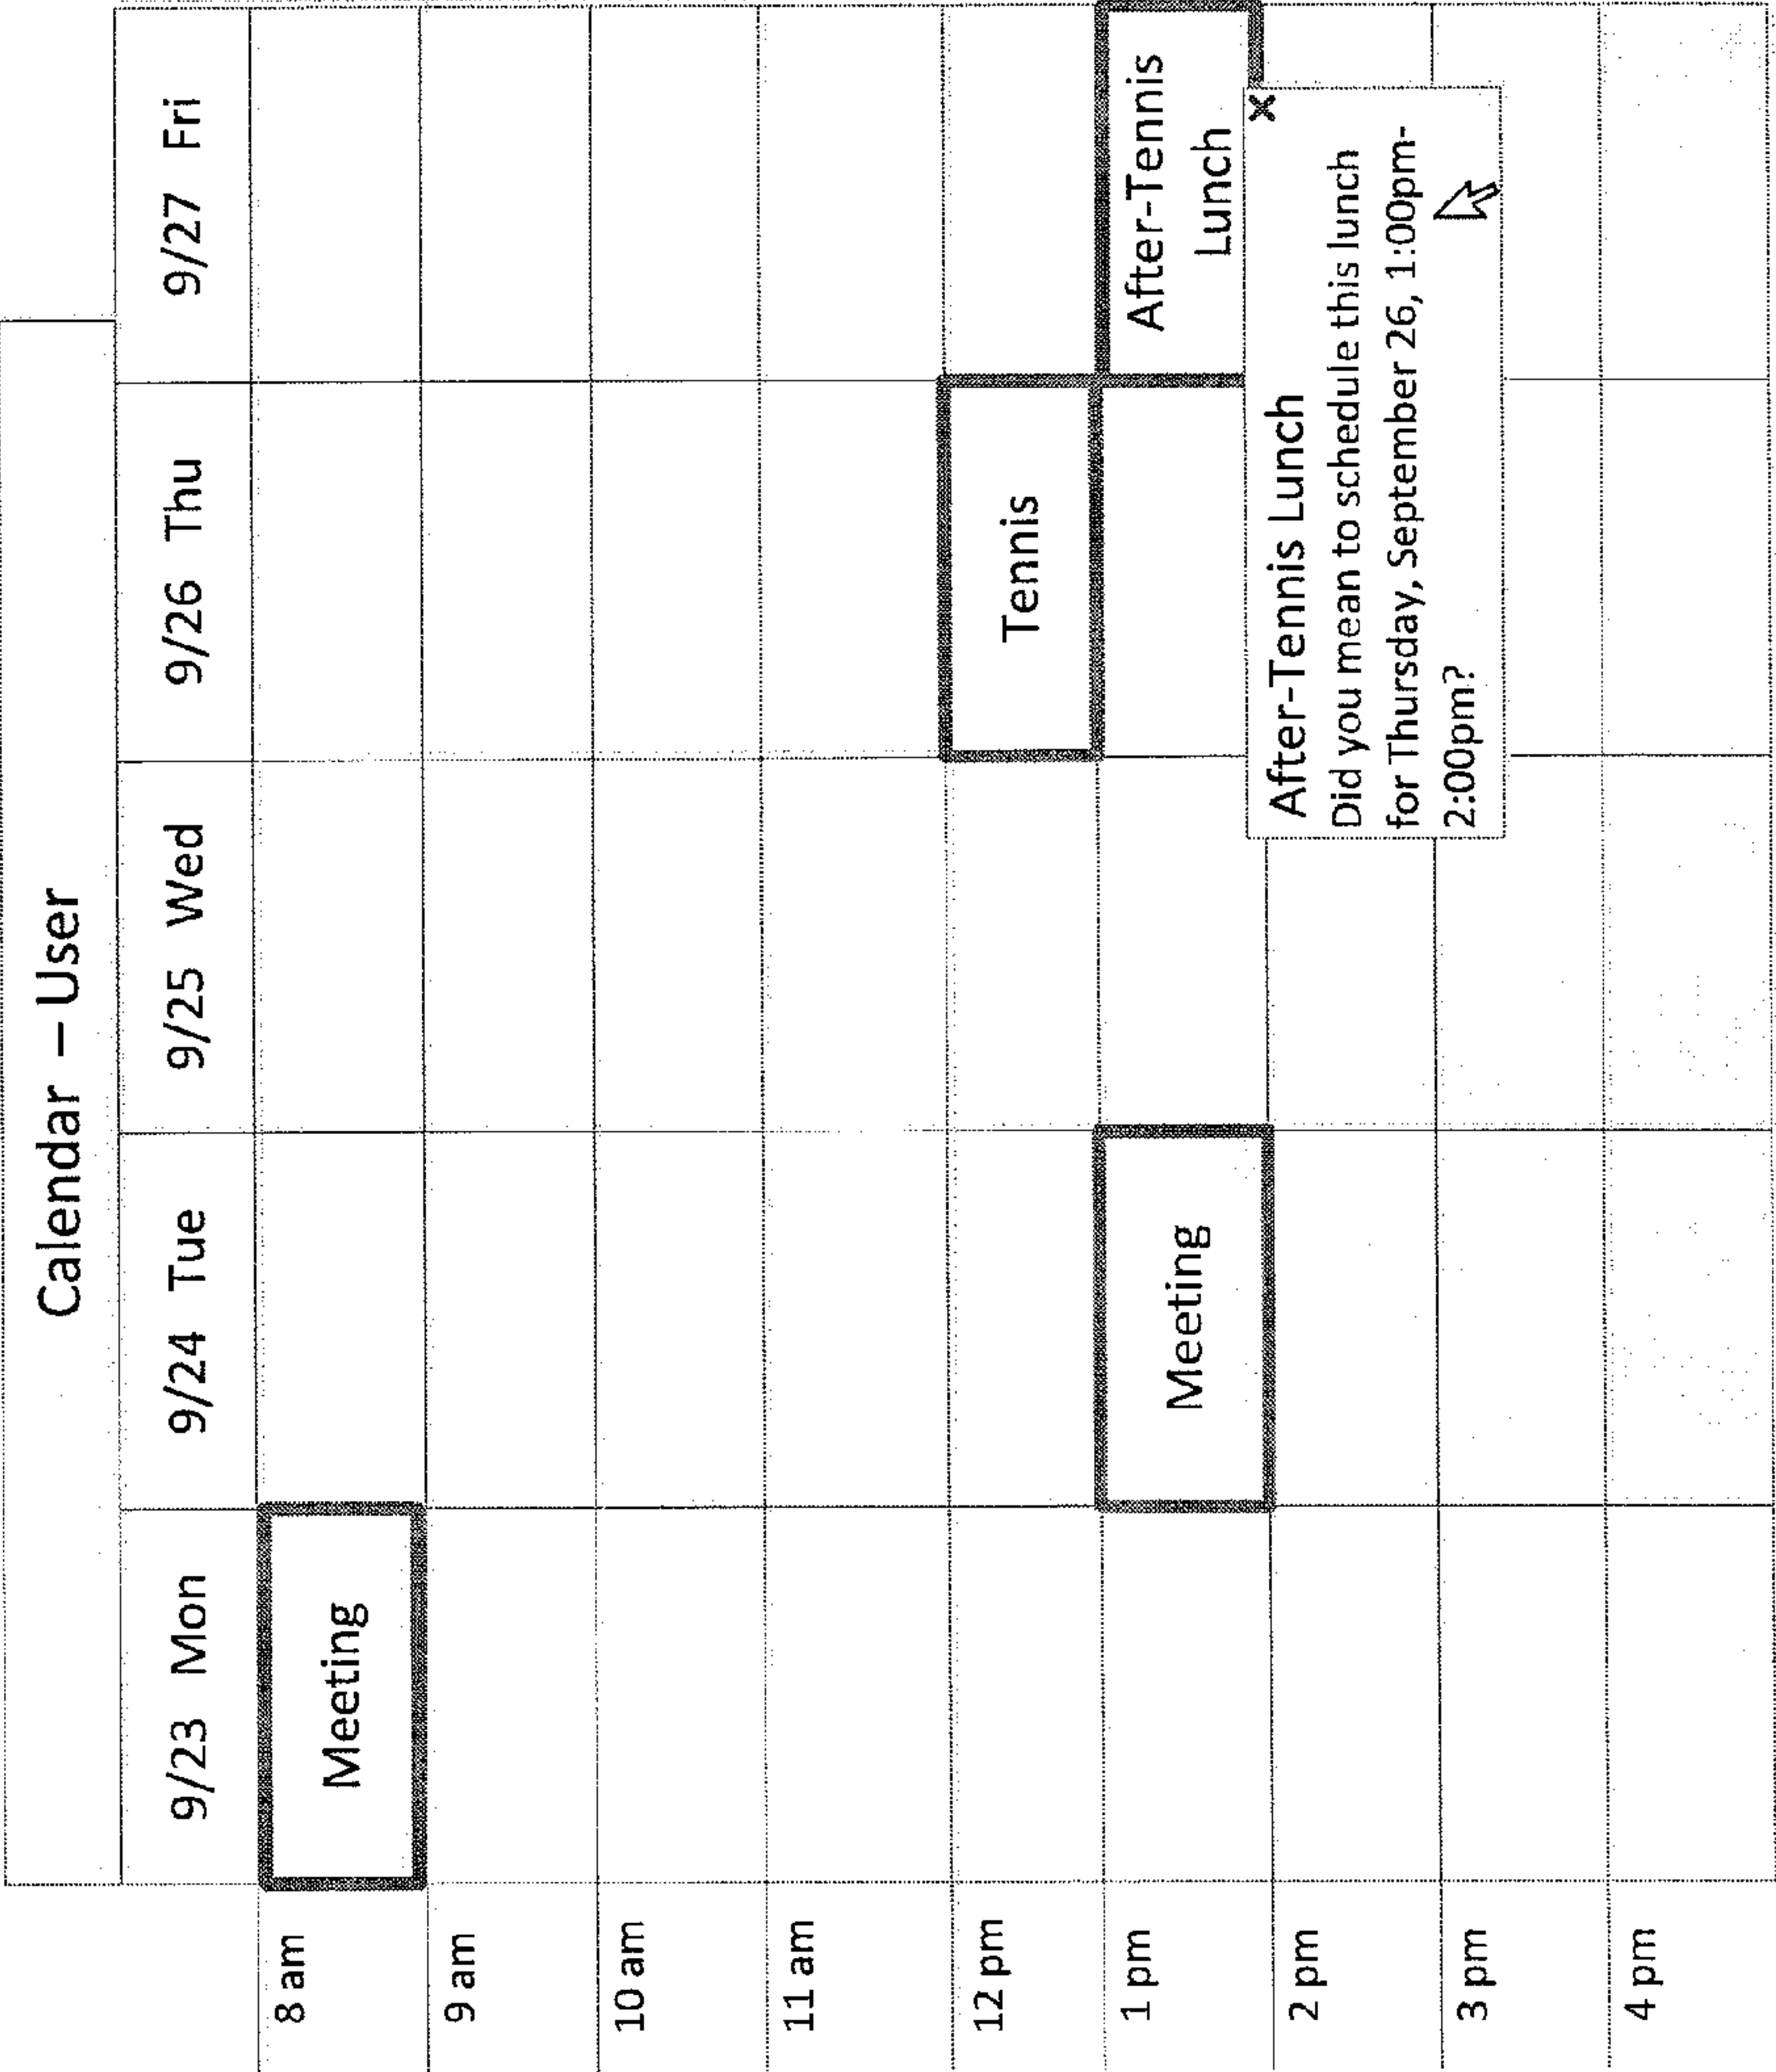 Calendar – User
9/23 Mon
9/24 Tue
9/25 Wed
9/26 Thu
9/27 Fri
8 am
Meeting
9 am
10 am
11 am
12 pm
Tennis
1 pm
Meeting
After-Tennis
Lunch
2 pm
x
After-Tennis Lunch
Did you mean to schedule this lunch
for Thursday, September 26, 1:00pm-
2:00pm?
3 pm
4 pm